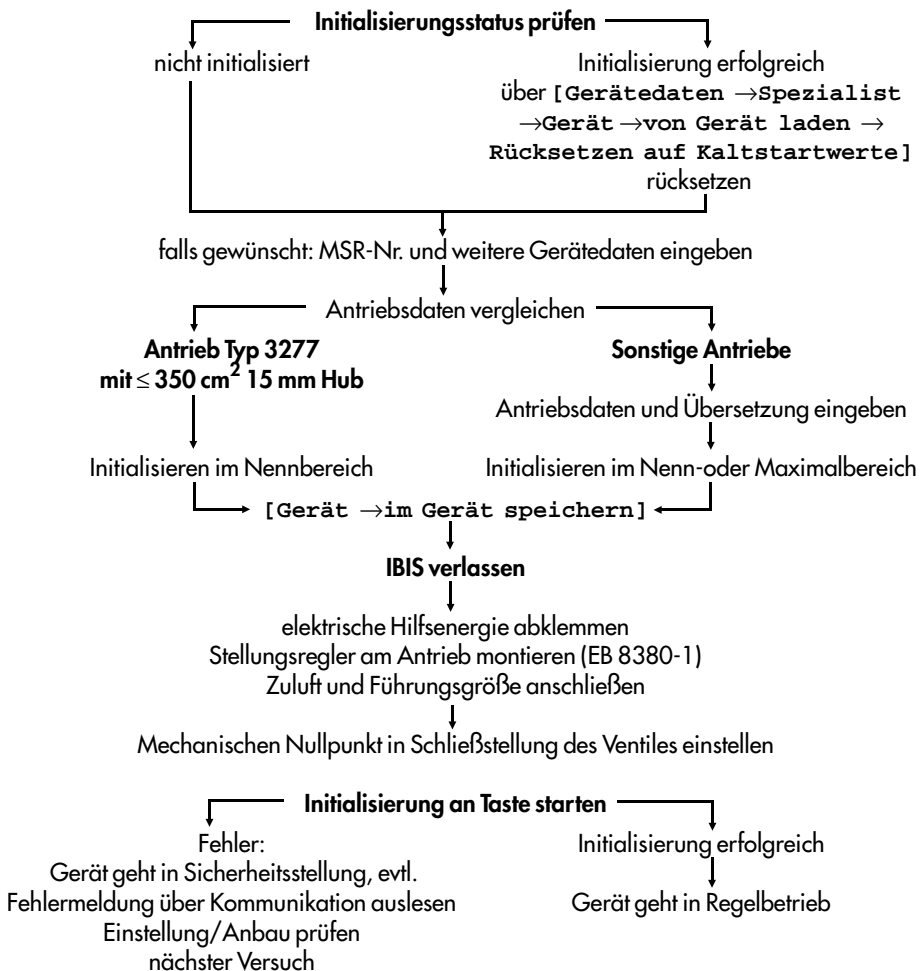 Initialisierungsstatus prüfen
nicht initialisiert
Initialisierung erfolgreich
über [Gerätedaten →Spezialist
→Gerät →von Gerät laden →
Rücksetzen auf Kaltstartwerte]
rücksetzen
falls gewünscht: MSR-Nr. und weitere Gerätedaten eingeben
Antriebsdaten vergleichen
Antrieb Typ 3277
mit ≤ 350 cm² 15 mm Hub
Sonstige Antriebe
Antriebsdaten und Übersetzung eingeben
Initialisieren im Nennbereich
Initialisieren im Nenn-oder Maximalbereich
[Gerät →im Gerät speichern]
IBIS verlassen
elektrische Hilfsenergie abklemmen
Stellungsregler am Antrieb montieren (EB 8380-1)
Zuluft und Führungsgröße anschließen
Mechanischen Nullpunkt in Schließstellung des Ventiles einstellen
Initialisierung an Taste starten
Fehler:
Gerät geht in Sicherheitsstellung, evtl.
Fehlermeldung über Kommunikation auslesen
Einstellung/Anbau prüfen
nächster Versuch
Initialisierung erfolgreich
Gerät geht in Regelbetrieb